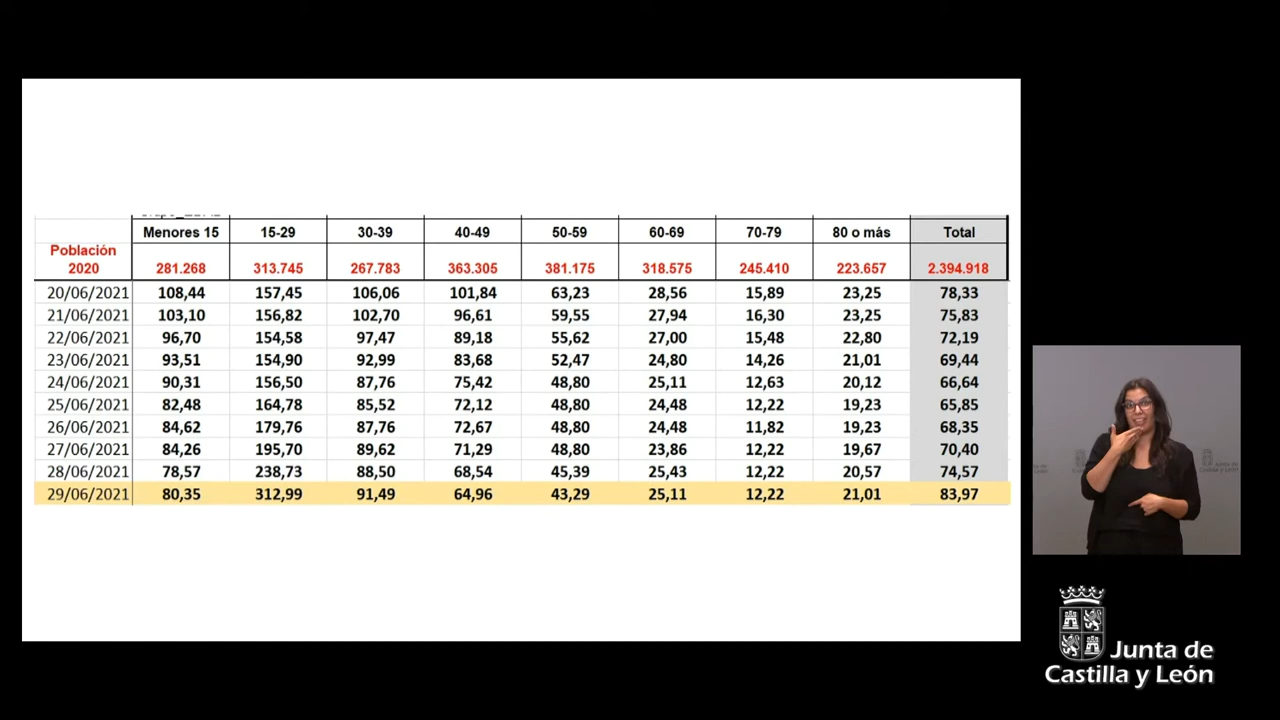 Menores 15 15-29 30-39 40-49 50-59 60-69 70-79 80 o más Total
Población
2020 281.268 313.745 267.783 363.305 381.175 318.575 245.410 223.657 2.394.918
20/06/2021 108,44 157,45 106,06 101,84 63,23 28,56 15,89 23,25 78,33
21/06/2021 103,10 156,82 102,70 96,61 59,55 27,94 16,30 23,25 75,83
22/06/2021 96,70 154,58 97,47 89,18 55,62 27,00 15,48 22,80 72,19
23/06/2021 93,51 154,90 92,99 83,68 52,47 24,80 14,26 21,01 69,44
24/06/2021 90,31 156,50 87,76 75,42 48,80 25,11 12,63 20,12 66,64
25/06/2021 82,48 164,78 85,52 72,12 48,80 24,48 12,22 19,23 65,85
26/06/2021 84,62 179,76 87,76 72,67 48,80 24,48 11,82 19,23 68,35
27/06/2021 84,26 195,70 89,62 71,29 48,80 23,86 12,22 19,67 70,40
28/06/2021 78,57 238,73 88,50 68,54 45,39 25,43 12,22 20,57 74,57
29/06/2021 80,35 312,99 91,49 64,96 43,29 25,11 12,22 21,01 83,97
Junta de
Castilla y León